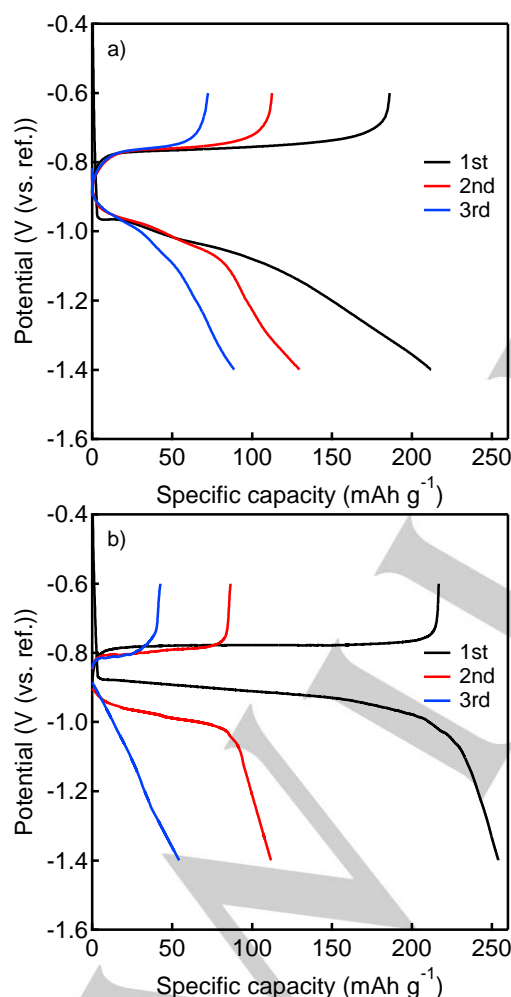 -0.4
a)
-0.6
-0.8
-1.0
-1.2
-1.4
-1.6
Potential (V (vs. ref.))
1st
2nd
3rd
0 50 100 150 200 250
Specific capacity (mAh g⁻¹)
-0.4
b)
-0.6
-0.8
-1.0
-1.2
-1.4
-1.6
Potential (V (vs. ref.))
1st
2nd
3rd
0 50 100 150 200 250
Specific capacity (mAh g⁻¹)